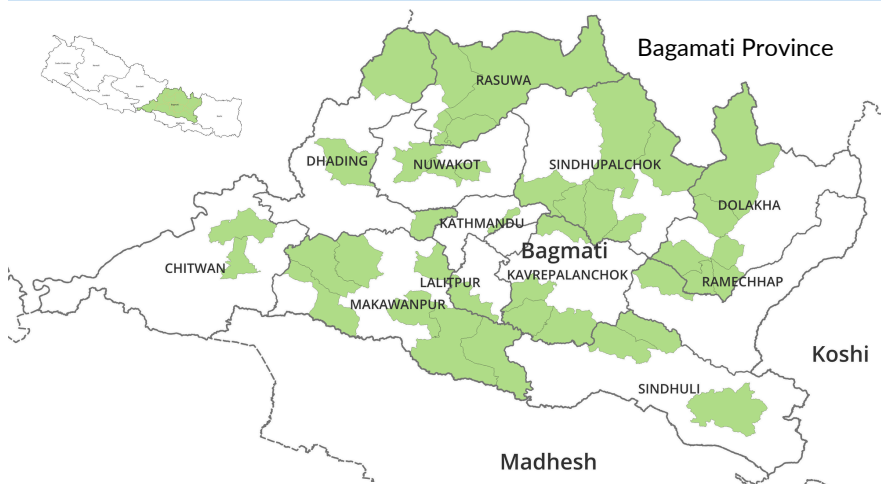 Bagamati Province
RASUWA
DHADING
NUWAKOT
SINDHUPALCHOK
DOLAKHA
KATHMANDU
Bagmati
CHITWAN
LALITPUR
KAVREPALANCHOK
RAMECHHAP
MAKAWANPUR
Koshi
SINDHULI
Madhesh